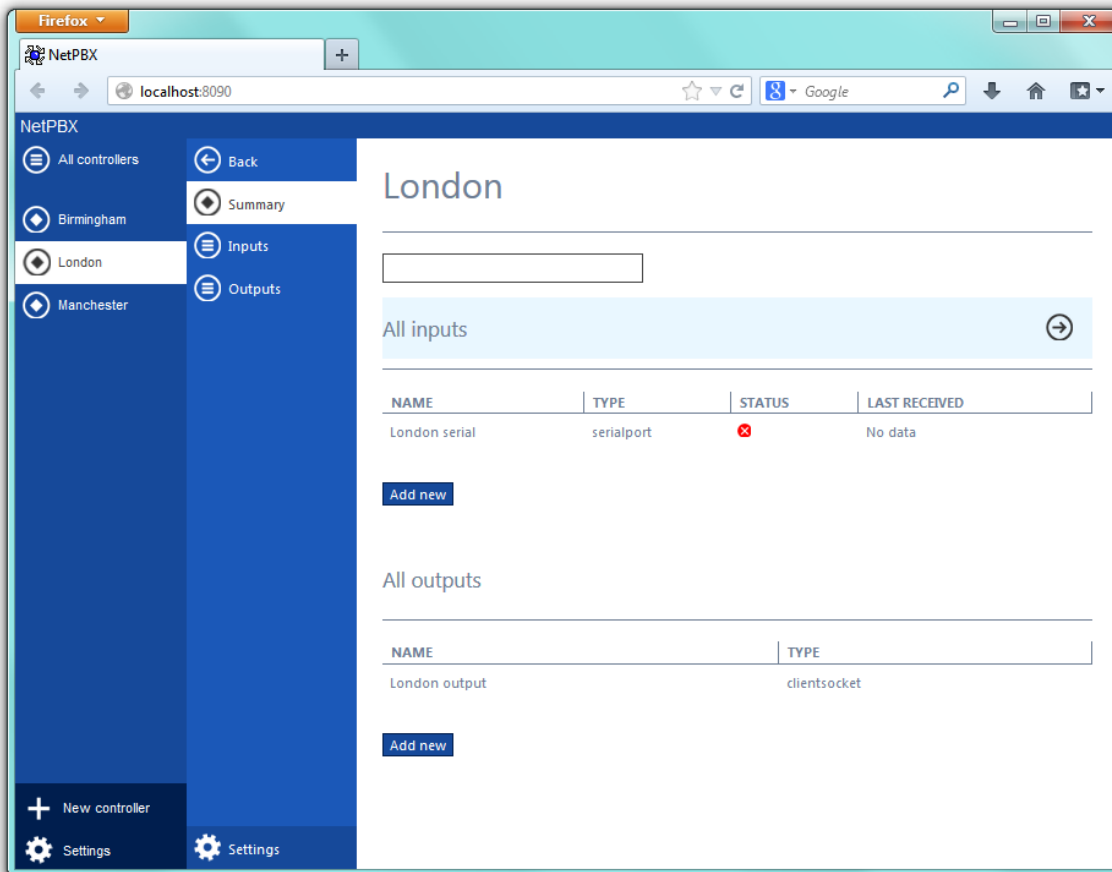 Firefox
NetPBX
localhost:8090
Google
NetPBX
All controllers
Birmingham
London
Manchester
New controller
Settings
Back
Summary
Inputs
Outputs
Settings
London
All inputs
NAME TYPE STATUS LAST RECEIVED
London serial serialport No data
Add new
All outputs
NAME TYPE
London output clientsocket
Add new